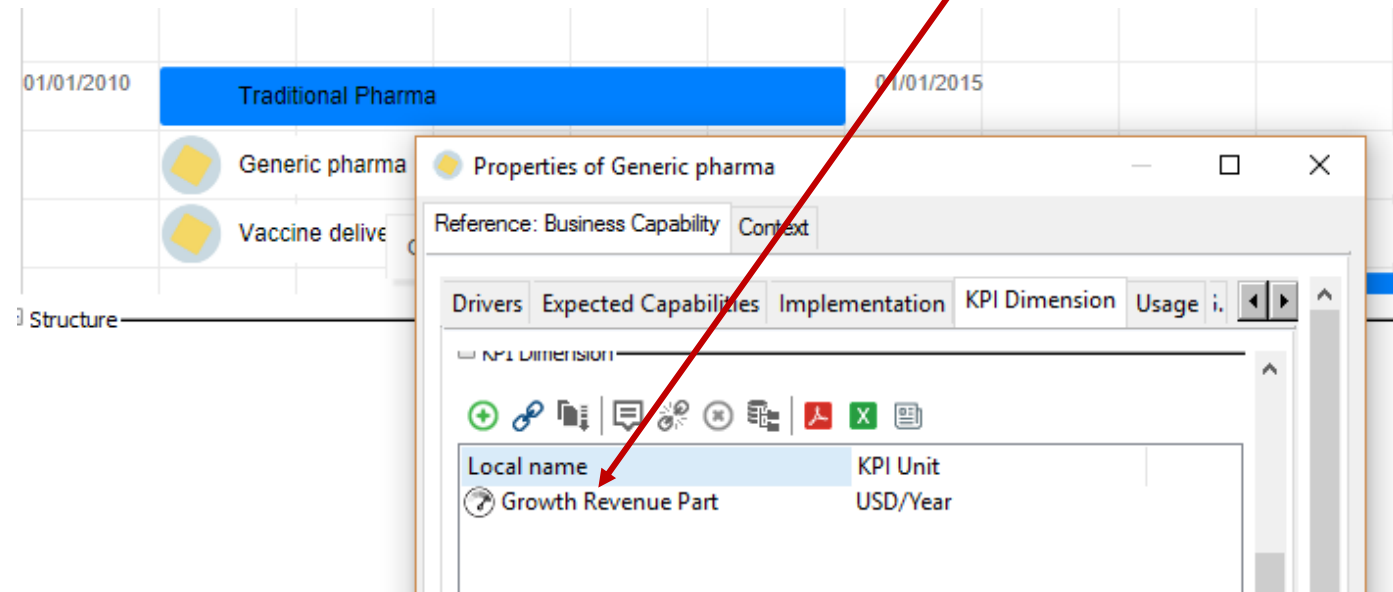 01/01/2010
Traditional Pharma
01/01/2015
Generic pharma
Vaccine delive
Structure
Properties of Generic pharma
Reference: Business Capability Context
Drivers Expected Capabilities Implementation KPI Dimension Usage
KPI Dimension
Local name KPI Unit
Growth Revenue Part USD/Year